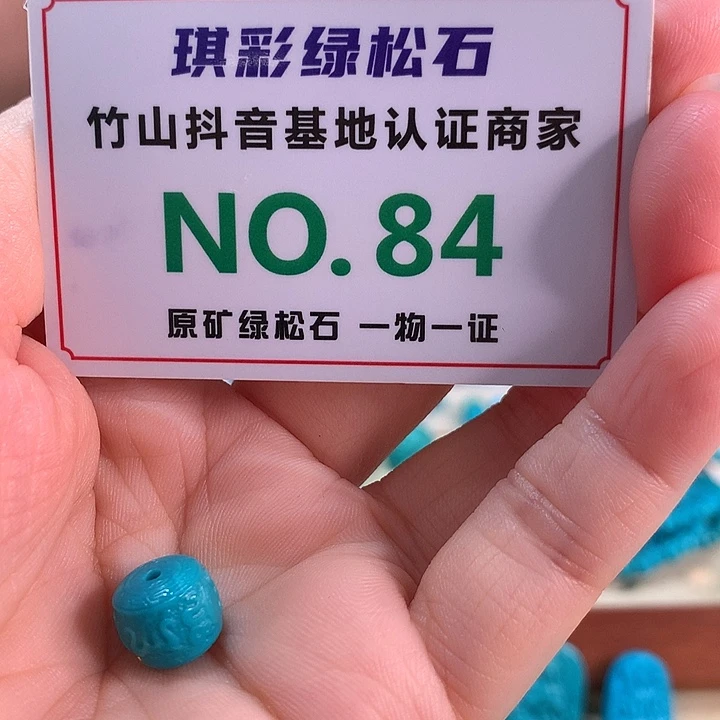 琪彩绿松石
竹山抖音基地认证商家
NO. 84
原矿绿松石 一物一证